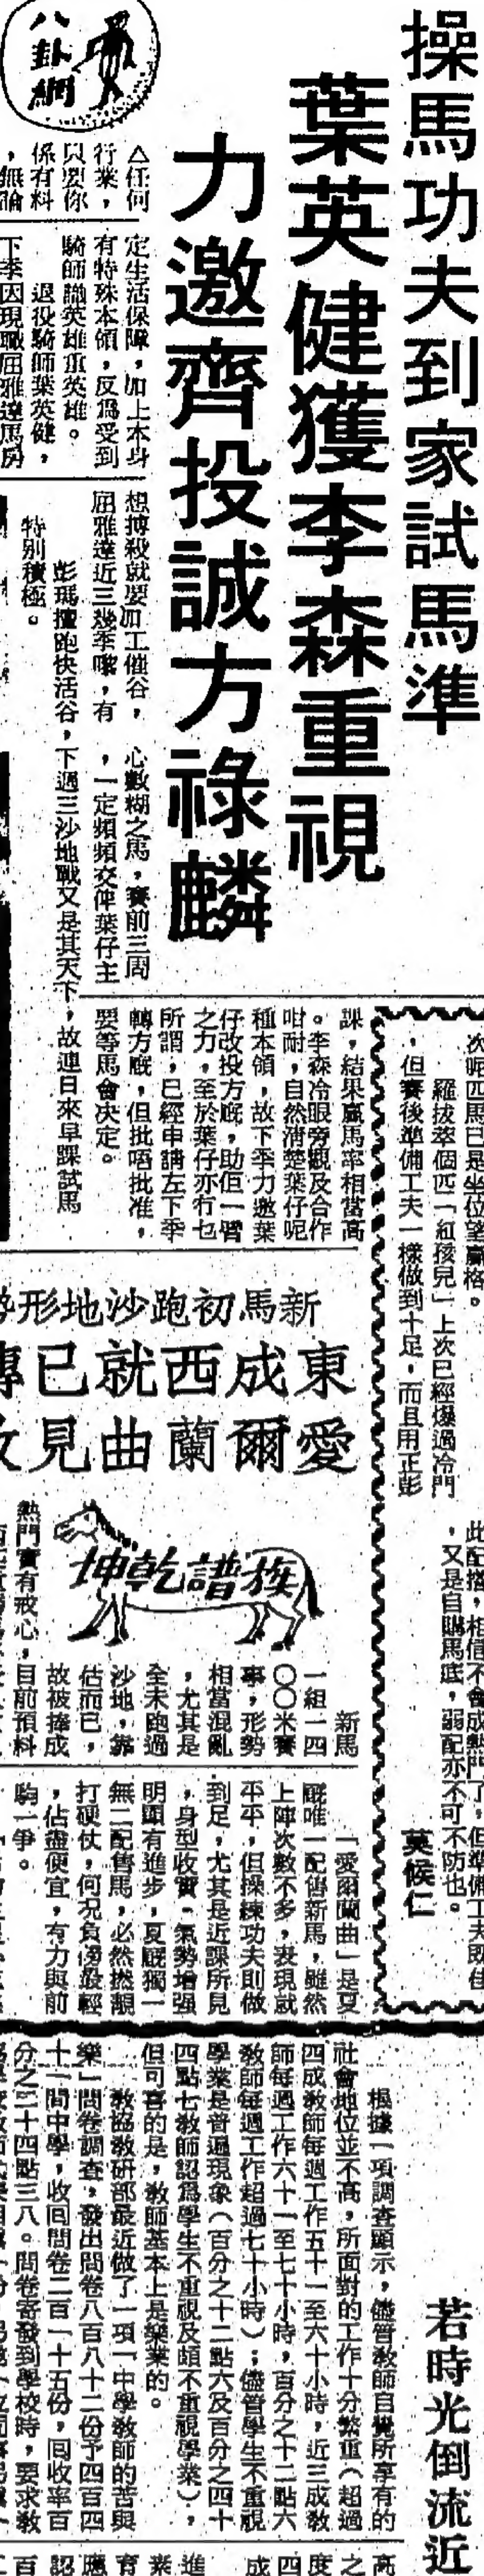 操馬功夫到家試馬準
葉英健獲李森重視
力邀齊投誠方祿麟
八卦網
△任何
行業，
只要你
係有料
，無論
定生活保障，加上本身
有特殊本領，反爲受到
騎師識英雄重英雄。
退役騎師葉英健，
下季因現職屈雅達馬房
想搏殺就要加工催谷，
屈雅達近三幾季嚟，有
心數糊之馬，賽前三周
，一定頻頻交俾葉仔主
課，結果贏馬率相當高
。李森冷眼旁觀及合作
咁耐，自然清楚葉仔呢
種本領，故下季力邀葉
仔改投方廐，助佢一臂
之力，至於葉仔亦冇乜
所謂，已經申請左下季
轉方廐，但批唔批准，
要等馬會決定。
彭瑪擅跑快活谷，下週三沙地戰又是其天下，故連日來早課試馬
特別積極。
次呢匹馬已是坐位望贏格。
羅拔萃個匹「紅孩兒」上次已經爆過冷門
，但賽後準備工夫一樣做到十足，而且用正彭
此配搭，相信不會成熱門了，但準備工夫既佳
，又是自購馬底，弱配亦不可不防也。
莫候仁
新馬初跑沙地形
東成西就已
愛爾蘭曲見
族譜乾坤
新馬
一組一四
〇〇米賽
事，形勢
相當混亂
，尤其是
全未跑過
沙地，靠
估而已，
故被捧成
熱門實有戒心，目前預料
「愛爾蘭曲」是夏
廐唯一配售新馬，雖然
上陣次數不多，表現就
平平，但操練功夫則做
到足，尤其是近課所見
，身型收實，氣勢增强
明顯有進步，夏廐獨一
無二配售馬，必然撚靚
打硬仗，何况負磅最輕
，佔盡便宜，有力與前
駒一爭。
若時光倒流近
根據一項調查顯示，儘管教師自覺所享有的
社會地位並不高，所面對的工作十分繁重（超過
四成教師每週工作五十一至六十小時，近三成教
師每週工作六十一至七十小時，百分之十二點六
教師每週工作超過七十小時）；儘管學生不重視
學業是普遍現象（百分之十二點六及百分之四十
四點七教師認爲學生不重視及頗不重視學業），
但可喜的是，教師基本上是樂業的。
教協教研部最近做了一項「中學教師的苦與
樂」問卷調查，發出問卷八百八十二份予四百四
十一間中學，收回問卷二百一十五份，回收率百
分之二十四點三八。問卷寄發到學校時，要求教